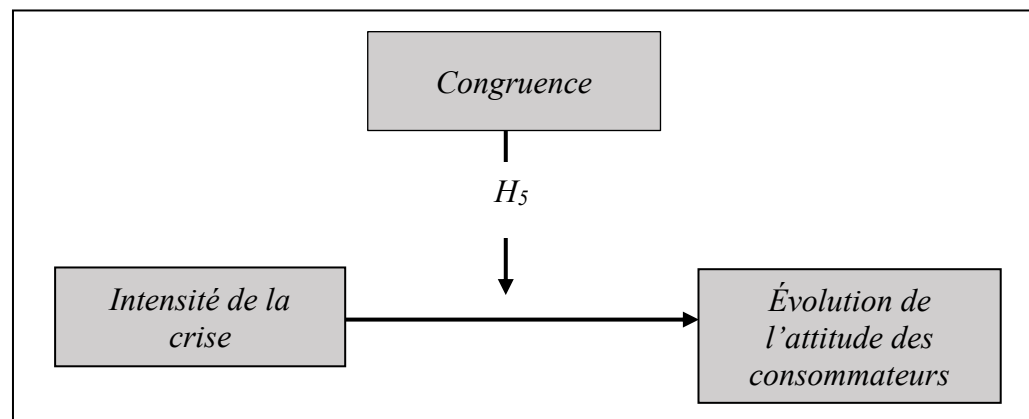 Congruence
H5
Intensité de la
crise
Évolution de
l’attitude des
consommateurs